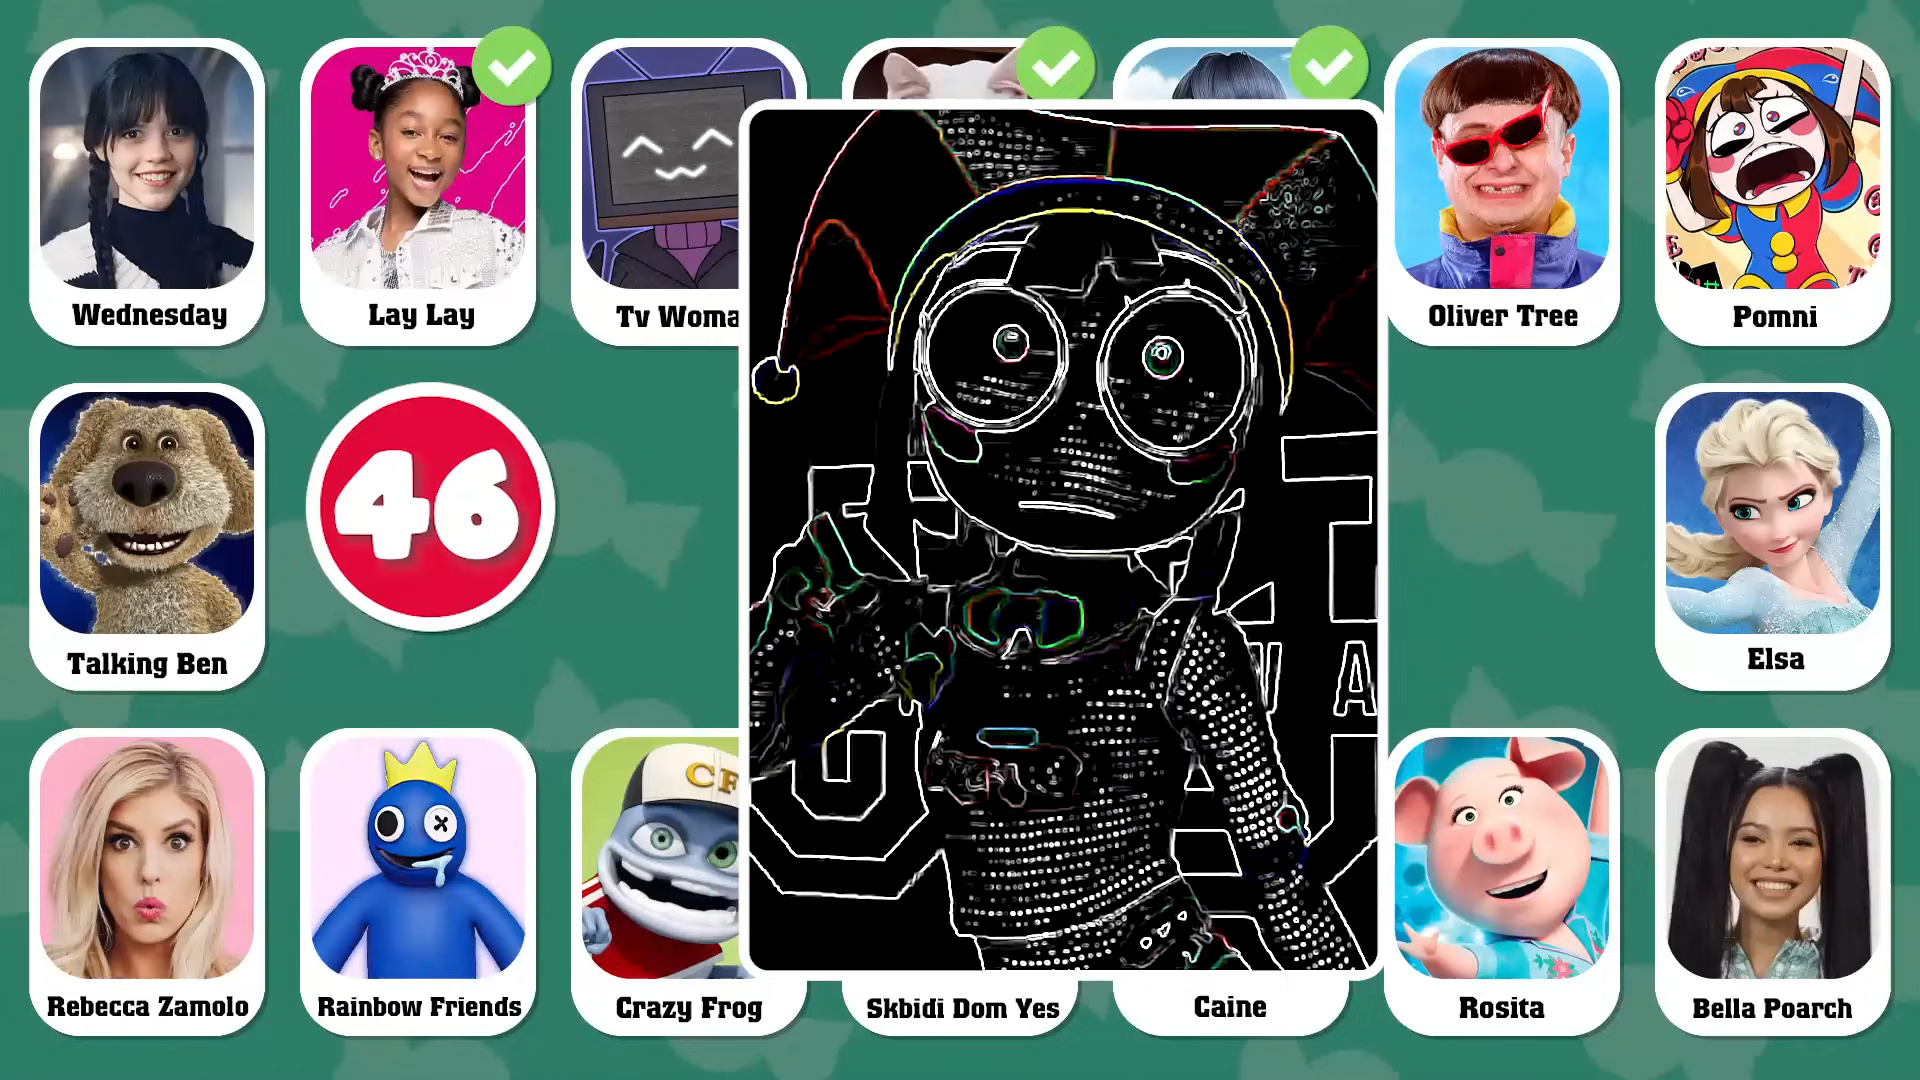 Wednesday
Lay Lay
Tv Woma
Oliver Tree
Pomni
Talking Ben
46
Elsa
CF
Rebecca Zamolo
Rainbow Friends
Crazy Frog
Skbidi Dom Yes
Caine
Rosita
Bella Poarch